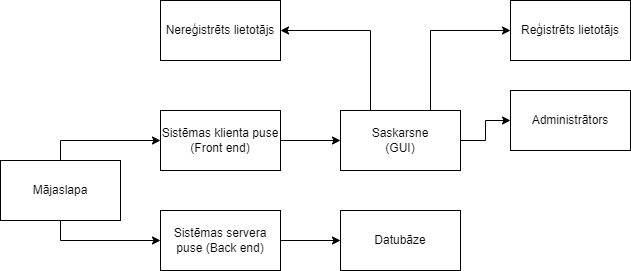 Nereģistrēts lietotājs
Reģistrēts lietotājs
Sistēmas klienta puse
(Front end)
Saskarsne
(GUI)
Administrātors
Mājaslapa
Sistēmas servera
puse (Back end)
Datubāze